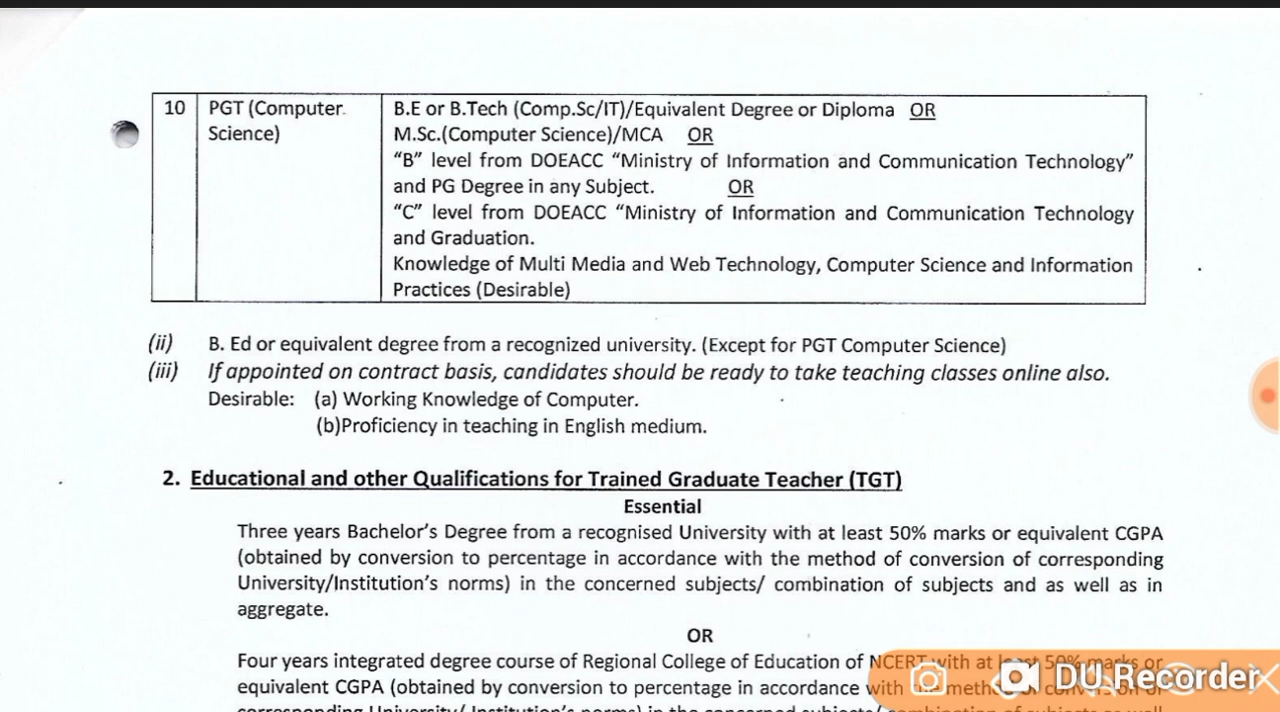 10 PGT (Computer Science) B.E or B.Tech (Comp.Sc/IT)/Equivalent Degree or Diploma OR
M.Sc.(Computer Science)/MCA OR
“B” level from DOEACC “Ministry of Information and Communication Technology”
and PG Degree in any Subject. OR
“C” level from DOEACC “Ministry of Information and Communication Technology
and Graduation.
Knowledge of Multi Media and Web Technology, Computer Science and Information
Practices (Desirable)
(ii) B. Ed or equivalent degree from a recognized university. (Except for PGT Computer Science)
(iii) If appointed on contract basis, candidates should be ready to take teaching classes online also.
Desirable: (a) Working Knowledge of Computer.
(b)Proficiency in teaching in English medium.
2. Educational and other Qualifications for Trained Graduate Teacher (TGT)
Essential
Three years Bachelor’s Degree from a recognised University with at least 50% marks or equivalent CGPA
(obtained by conversion to percentage in accordance with the method of conversion of corresponding
University/Institution’s norms) in the concerned subjects/ combination of subjects and as well as in
aggregate.
OR
Four years integrated degree course of Regional College of Education of NCERT with at least 50% marks or
equivalent CGPA (obtained by conversion to percentage in accordance with
DU Recorder